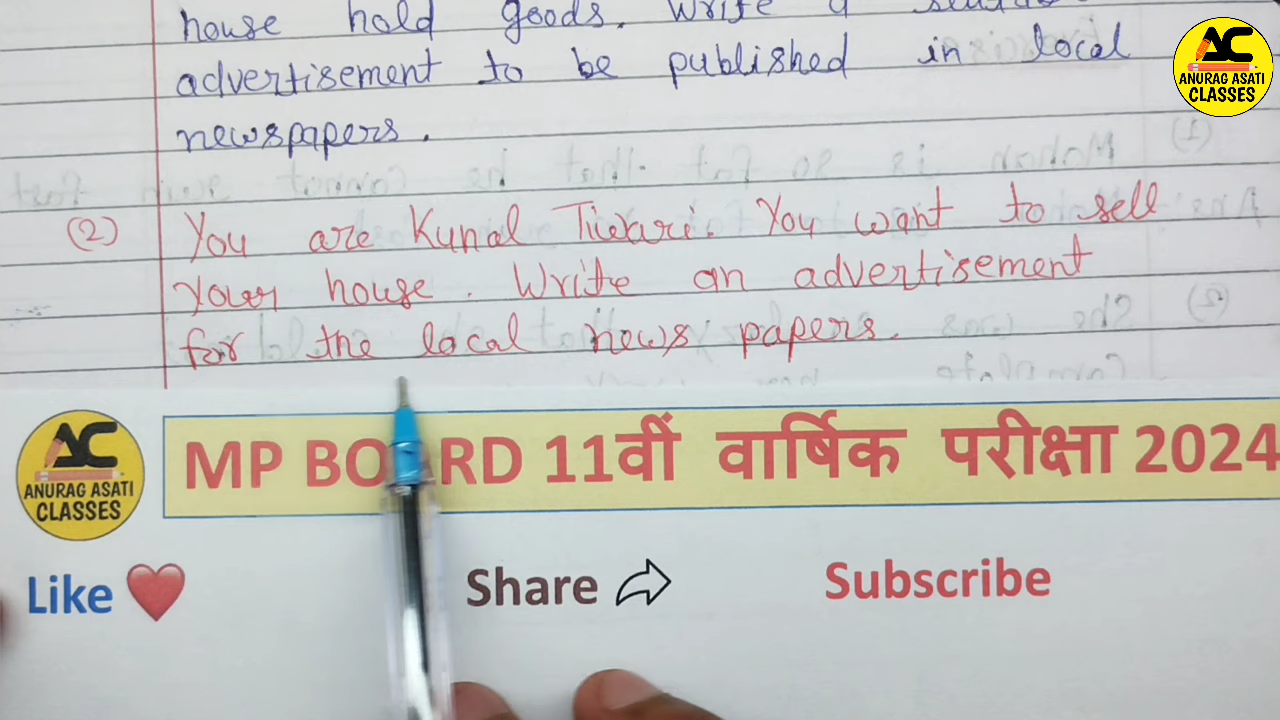 house hold goods. Write a
advertisement to be published in local
newspapers.
(2) You are Kunal Tiwari. You want to sell
your house. Write an advertisement
for the local news papers.
AC
ANURAG ASATI
CLASSES
AC
ANURAG ASATI
CLASSES
MP BOARD 11वीं वार्षिक परीक्षा 2024
Like Share Subscribe